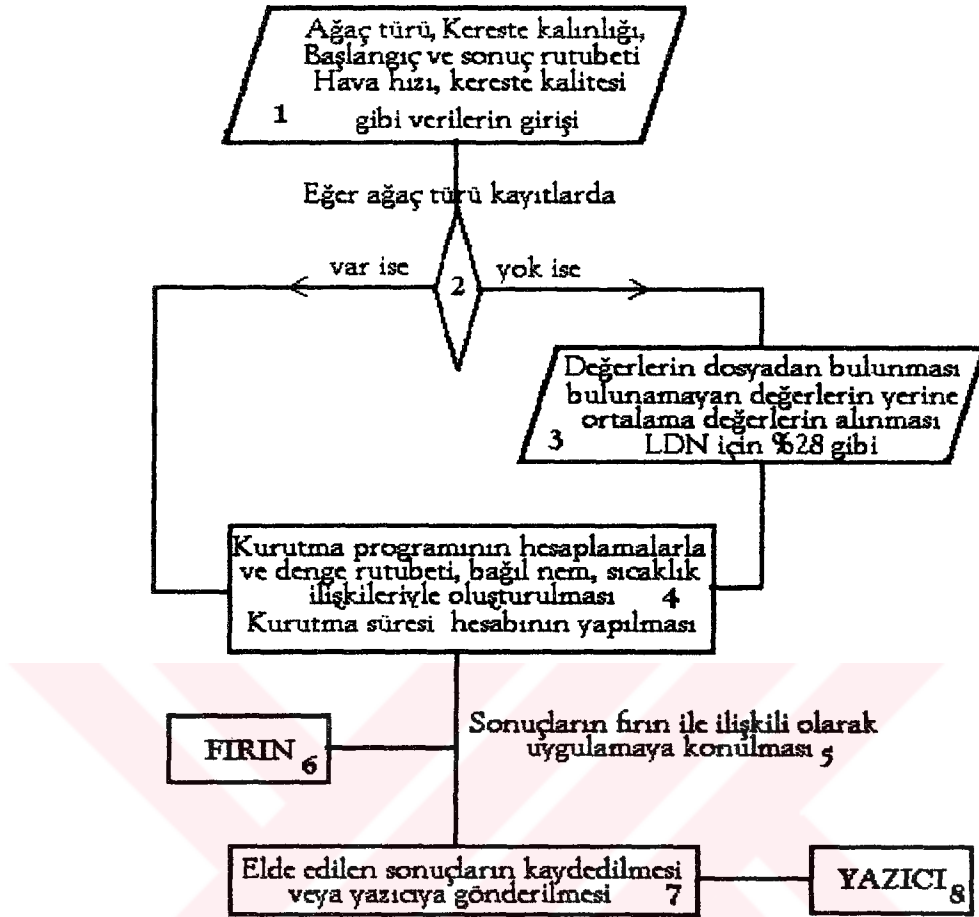 Ağaç türü, Kereste kalınlığı,
Başlangıç ve sonuç rutubeti
Hava hızı, kereste kalitesi
1 gibi verilerin girişi
Eğer ağaç türü kayıtlarda
var ise
2
yok ise
Değerlerin dosyadan bulunması
bulunamayan değerlerin yerine
ortalama değerlerin alınması
3 LDN için %28 gibi
Kurutma programının hesaplamalarla
ve denge rutubeti, bağıl nem, sıcaklık
ilişkileriyle oluşturulması 4
Kurutma süresi hesabının yapılması
Sonuçların fırın ile ilişkili olarak
uygulamaya konulması 5
FIRIN 6
Elde edilen sonuçların kaydedilmesi
veya yazıcıya gönderilmesi 7
YAZICI 8